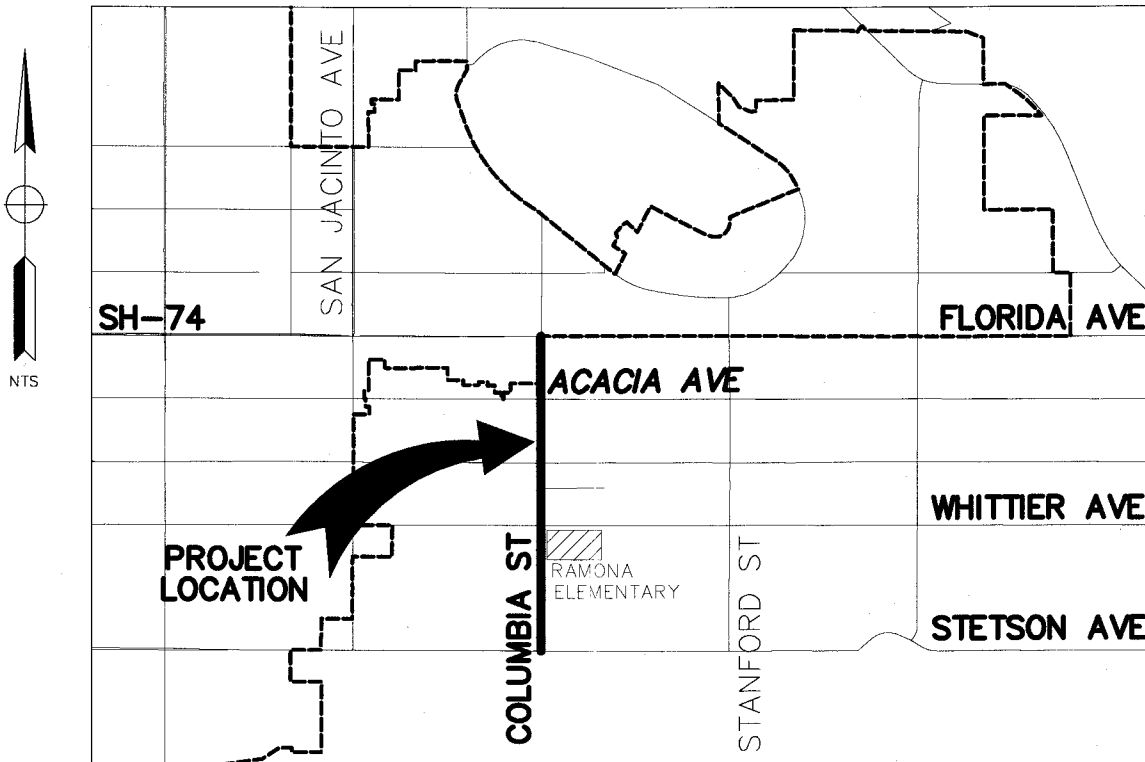 SAN JACINTO AVE
SH-74
FLORIDA AVE
NTS
ACACIA AVE
WHITTIER AVE
PROJECT
LOCATION
COLUMBIA ST
RAMONA
ELEMENTARY
STANFORD ST
STETSON AVE